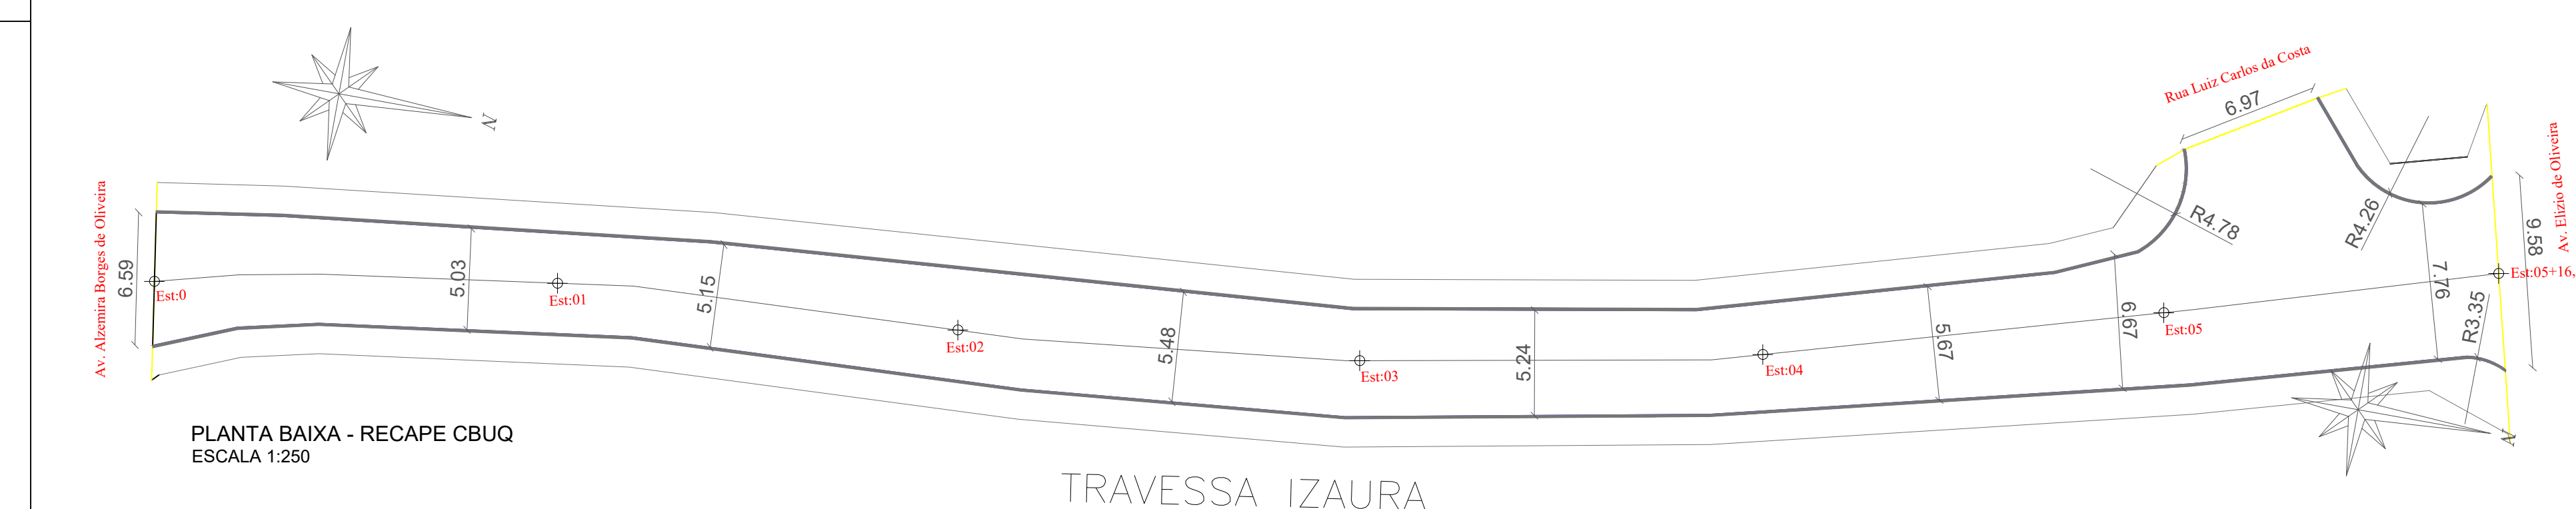 N
Rua Luiz Carlos da Costa
6.97
Av. Alzemira Borges de Oliveira
6.59
Est:0
5.03
Est:01
5.15
Est:02
5.48
Est:03
5.24
Est:04
5.67
6.67
Est:05
R4.78
R4.26
7.76
R3.35
9.58
Av. Elizio de Oliveira
Est:05+16,
N
PLANTA BAIXA - RECAPE CBUQ
ESCALA 1:250
TRAVESSA IZAURA